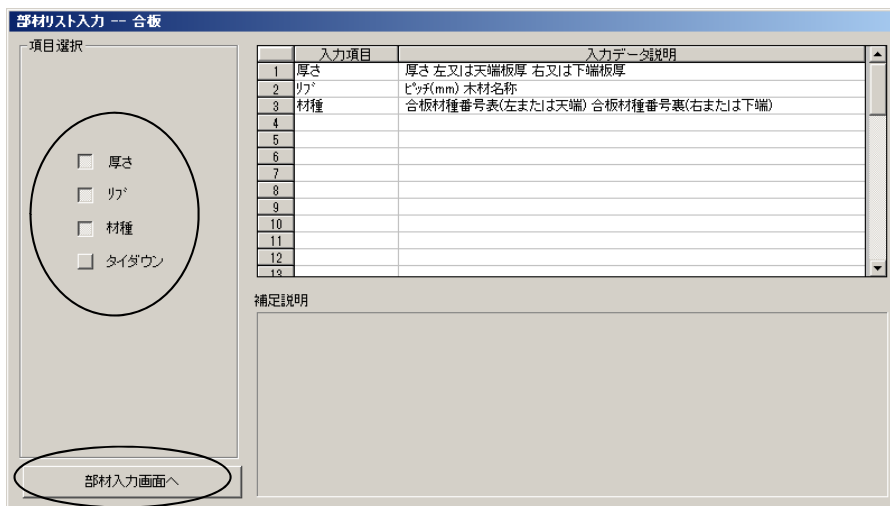 部材リスト入力 -- 合板
項目選択
厚さ
ﾘﾌﾞ
材種
タイダウン
部材入力画面へ
入力項目 入力データ説明
1 厚さ 厚さ 左又は天端板厚 右又は下端板厚
2 ﾘﾌﾞ ﾋﾟｯﾁ(mm) 木材名称
3 材種 合板材種番号表(左または天端) 合板材種番号裏(右または下端)
4
5
6
7
8
9
10
11
12
13
補足説明